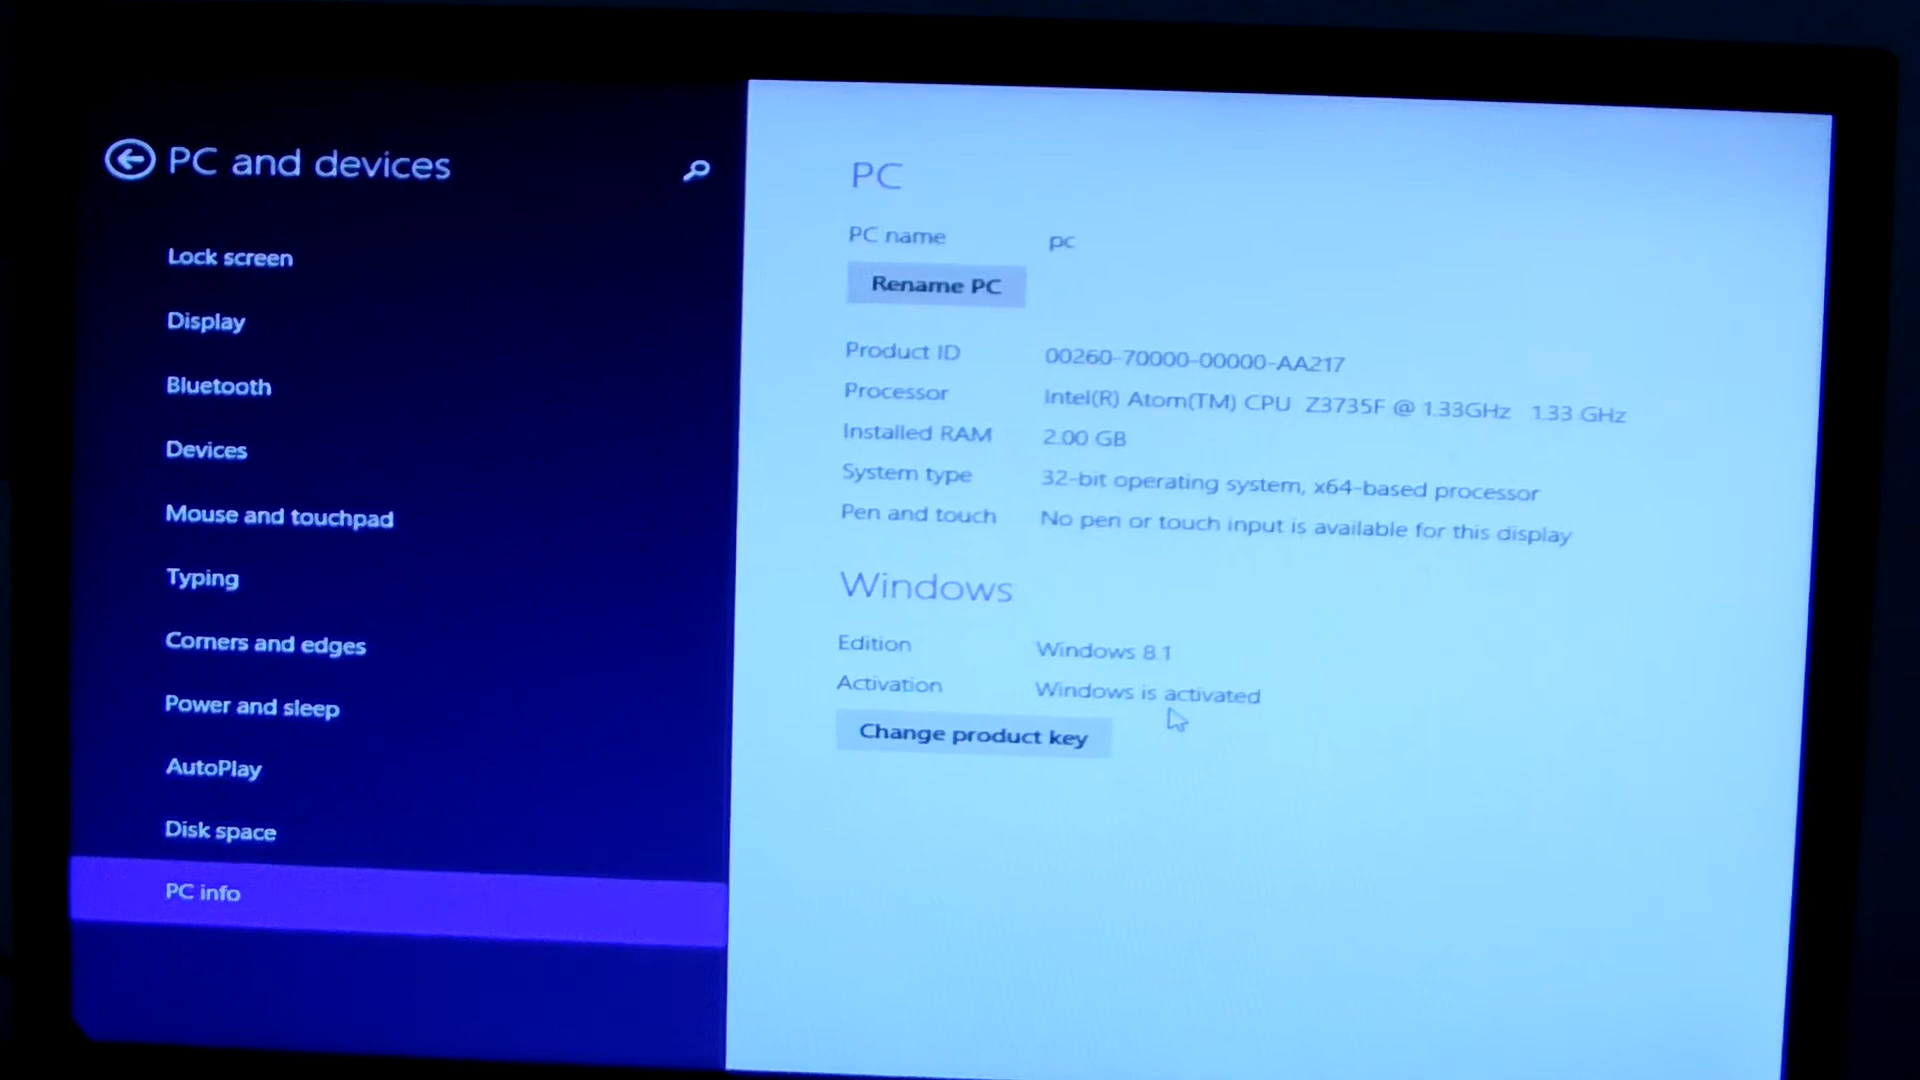 PC and devices
Lock screen
Display
Bluetooth
Devices
Mouse and touchpad
Typing
Corners and edges
Power and sleep
AutoPlay
Disk space
PC info
PC
PC name pc
Rename PC
Product ID 00260-70000-00000-AA217
Processor Intel(R) Atom(TM) CPU Z3735F @ 1.33GHz 1.33 GHz
Installed RAM 2.00 GB
System type 32-bit operating system, x64-based processor
Pen and touch No pen or touch input is available for this display
Windows
Edition Windows 8.1
Activation Windows is activated
Change product key